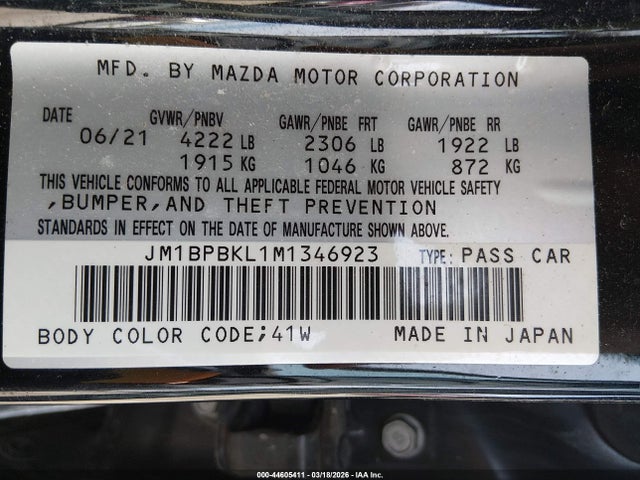 MFD. BY MAZDA MOTOR CORPORATION
DATE GVWR/PNBV GAWR/PNBE FRT GAWR/PNBE RR
06/21 4222 LB 2306 LB 1922 LB
1915 KG 1046 KG 872 KG
THIS VEHICLE CONFORMS TO ALL APPLICABLE FEDERAL MOTOR VEHICLE SAFETY
,BUMPER,AND THEFT PREVENTION
STANDARDS IN EFFECT ON THE DATE OF MANUFACTURE SHOWN ABOVE.
JM1BPBKL1M1346923 TYPE: PASS CAR
BODY COLOR CODE;41W MADE IN JAPAN
000-44605411 - 03/18/2026 - IAA Inc.